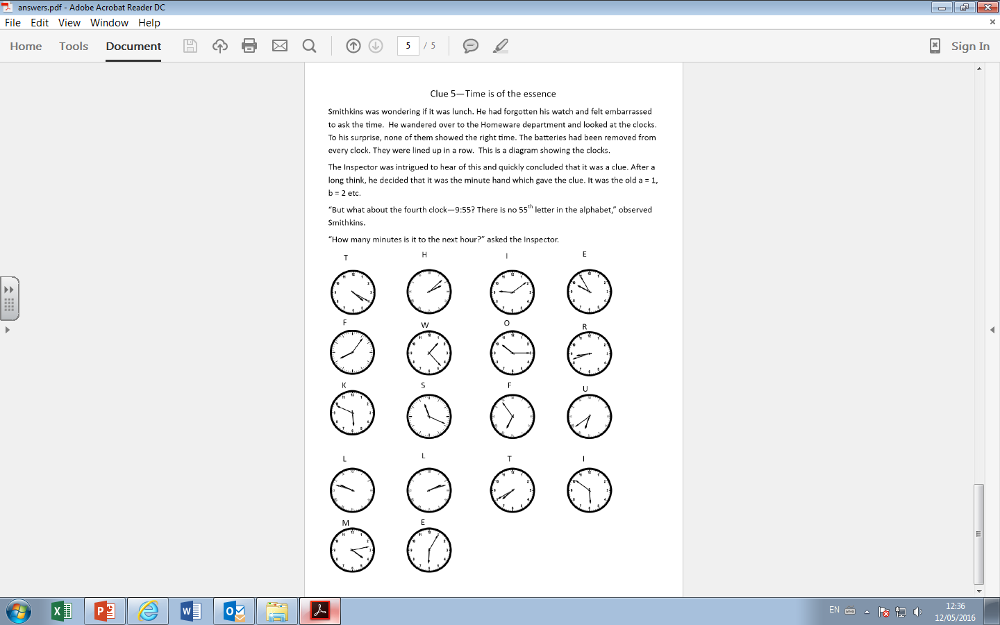 answers.pdf - Adobe Acrobat Reader DC
File Edit View Window Help
Home Tools Document 5 / 5 Sign In
Clue 5—Time is of the essence
Smithkins was wondering if it was lunch. He had forgotten his watch and felt embarrassed
to ask the time. He wandered over to the Homeware department and looked at the clocks.
To his surprise, none of them showed the right time. The batteries had been removed from
every clock. They were lined up in a row. This is a diagram showing the clocks.
The Inspector was intrigued to hear of this and quickly concluded that it was a clue. After a
long think, he decided that it was the minute hand which gave the clue. It was the old a = 1,
b = 2 etc.
“But what about the fourth clock—9:55? There is no 55th letter in the alphabet,” observed
Smithkins.
“How many minutes is it to the next hour?” asked the Inspector.
T H I E
F W O R
K S F U
L L T I
M E
EN 12:36
12/05/2016